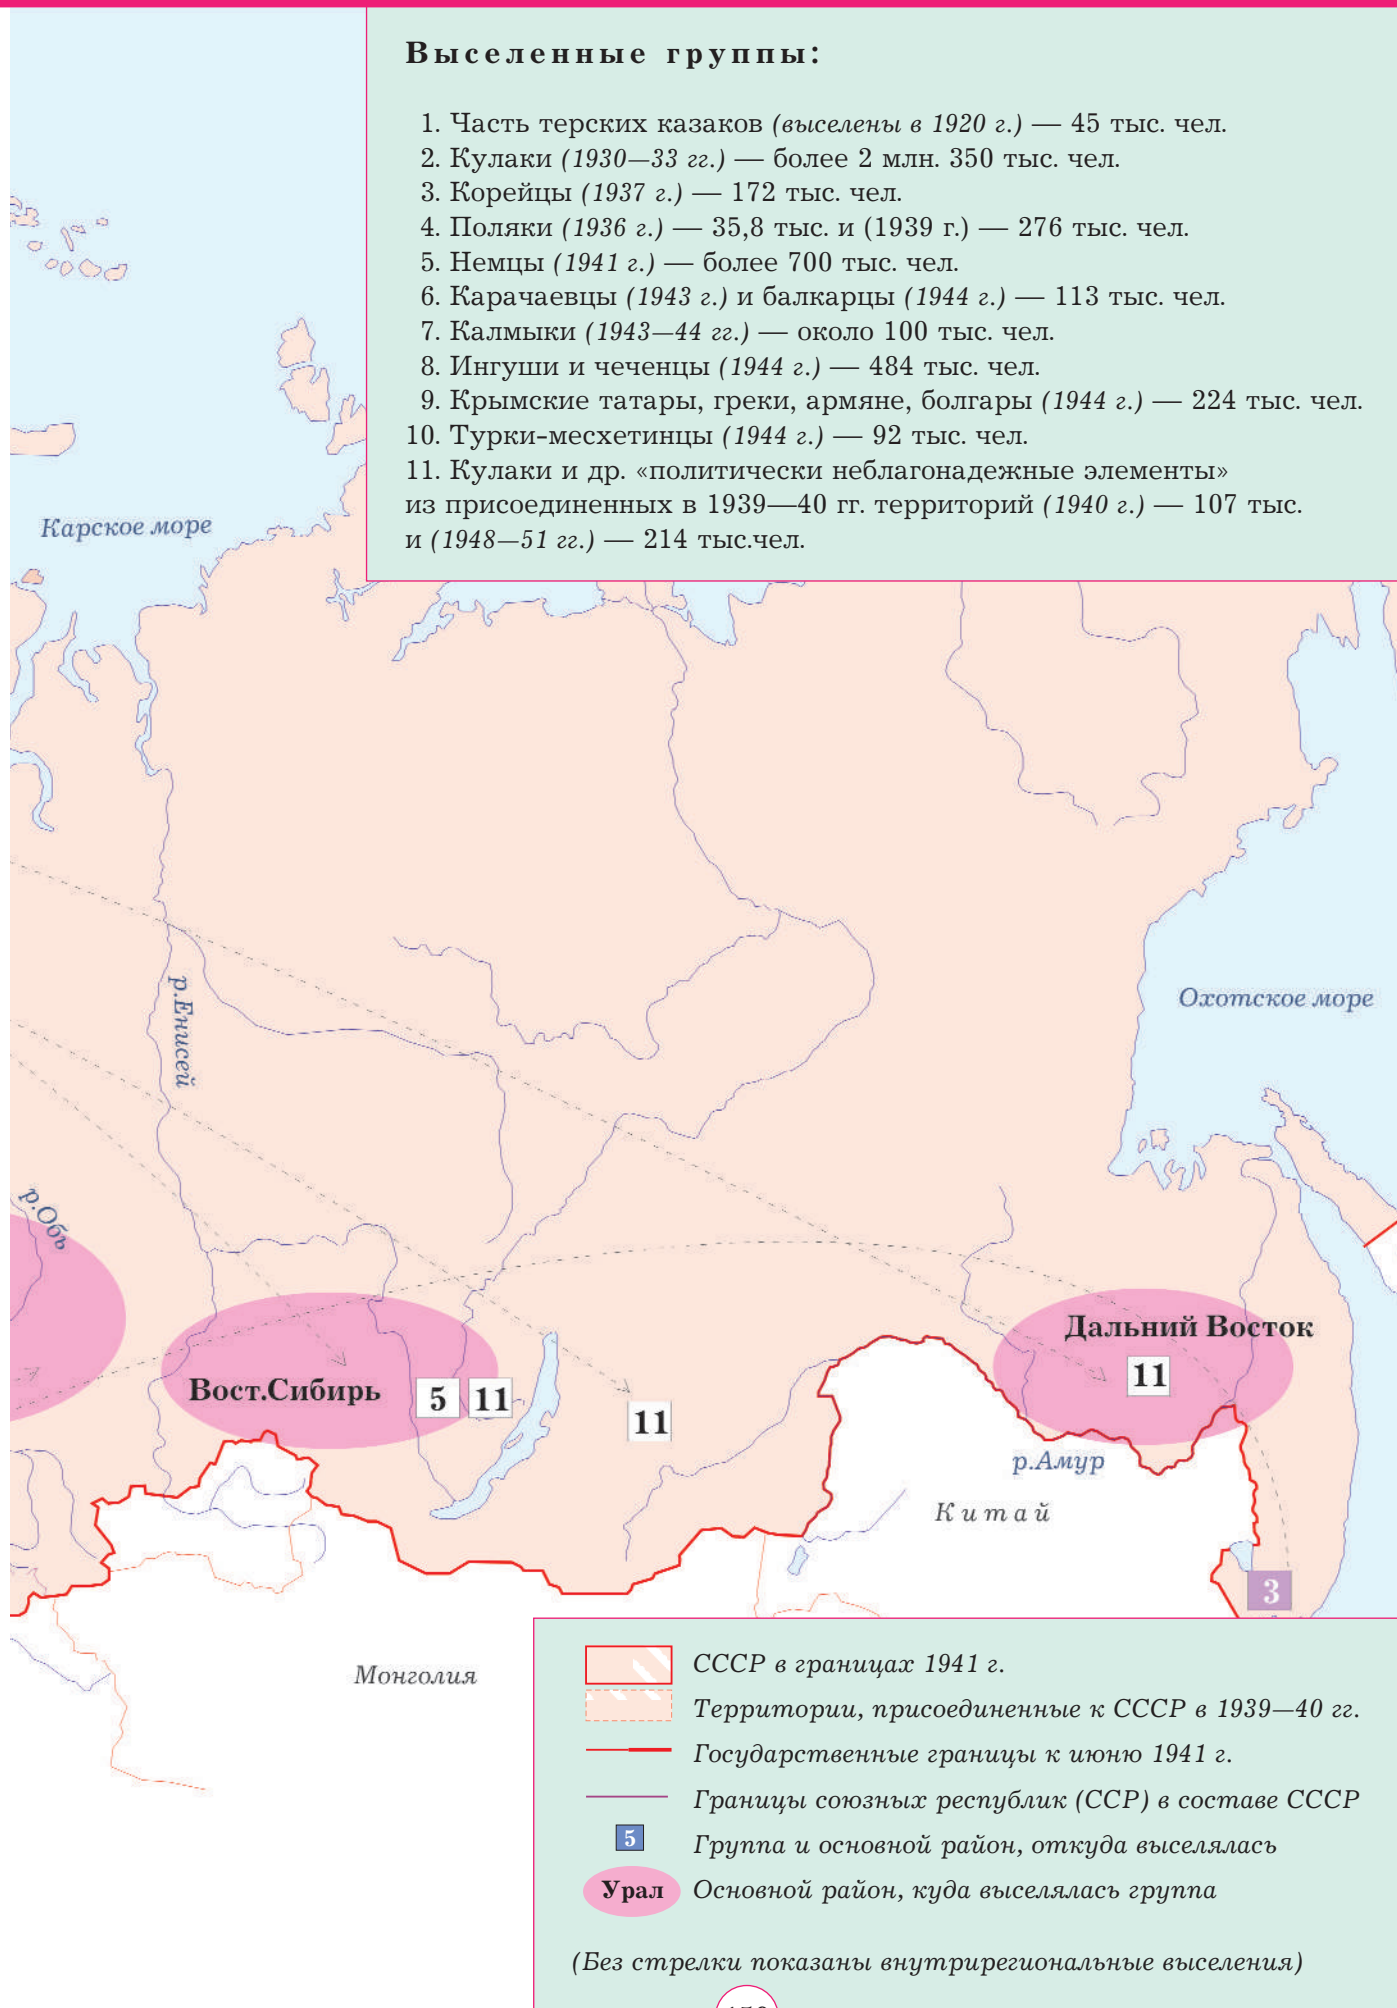 Выселенные группы:
1. Часть терских казаков (выселены в 1920 г.) — 45 тыс. чел.
2. Кулаки (1930—33 гг.) — более 2 млн. 350 тыс. чел.
3. Корейцы (1937 г.) — 172 тыс. чел.
4. Поляки (1936 г.) — 35,8 тыс. и (1939 г.) — 276 тыс. чел.
5. Немцы (1941 г.) — более 700 тыс. чел.
6. Карачаевцы (1943 г.) и балкарцы (1944 г.) — 113 тыс. чел.
7. Калмыки (1943—44 гг.) — около 100 тыс. чел.
8. Ингуши и чеченцы (1944 г.) — 484 тыс. чел.
9. Крымские татары, греки, армяне, болгары (1944 г.) — 224 тыс. чел.
10. Турки-месхетинцы (1944 г.) — 92 тыс. чел.
11. Кулаки и др. «политически неблагонадежные элементы»
из присоединенных в 1939—40 гг. территорий (1940 г.) — 107 тыс.
и (1948—51 гг.) — 214 тыс.чел.
Карское море
р.Енисей
Охотское море
р.Обь
Дальний Восток
11
Вост.Сибирь
5 11
11
р.Амур
Китай
3
Монголия
СССР в границах 1941 г.
Территории, присоединенные к СССР в 1939—40 гг.
Государственные границы к июню 1941 г.
Границы союзных республик (ССР) в составе СССР
5 Группа и основной район, откуда выселялась
Урал Основной район, куда выселялась группа
(Без стрелки показаны внутрирегиональные выселения)